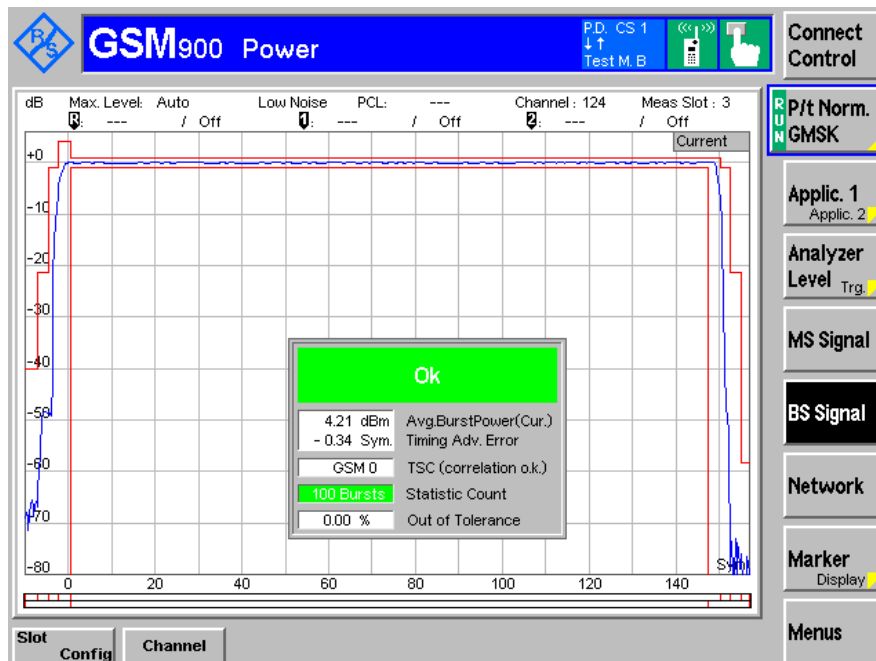 R S
GSM900 Power
P.D. CS 1
↓↑
Test M. B
Connect
Control
dB Max. Level: Auto Low Noise PCL: --- Channel : 124 Meas Slot : 3
R: --- / Off 1: --- / Off 2: --- / Off
Current
R
U
N
P/t Norm.
GMSK
+0
-10
-20
-30
-40
-50
-60
-70
-80
Applic. 1
Applic. 2
Analyzer
Level Trg.
MS Signal
BS Signal
Network
Marker
Display
Menus
Ok
4.21 dBm Avg.BurstPower(Cur.)
- 0.34 Sym. Timing Adv. Error
GSM 0 TSC (correlation o.k.)
100 Bursts Statistic Count
0.00 % Out of Tolerance
0 20 40 60 80 100 120 140
Slot
Config
Channel